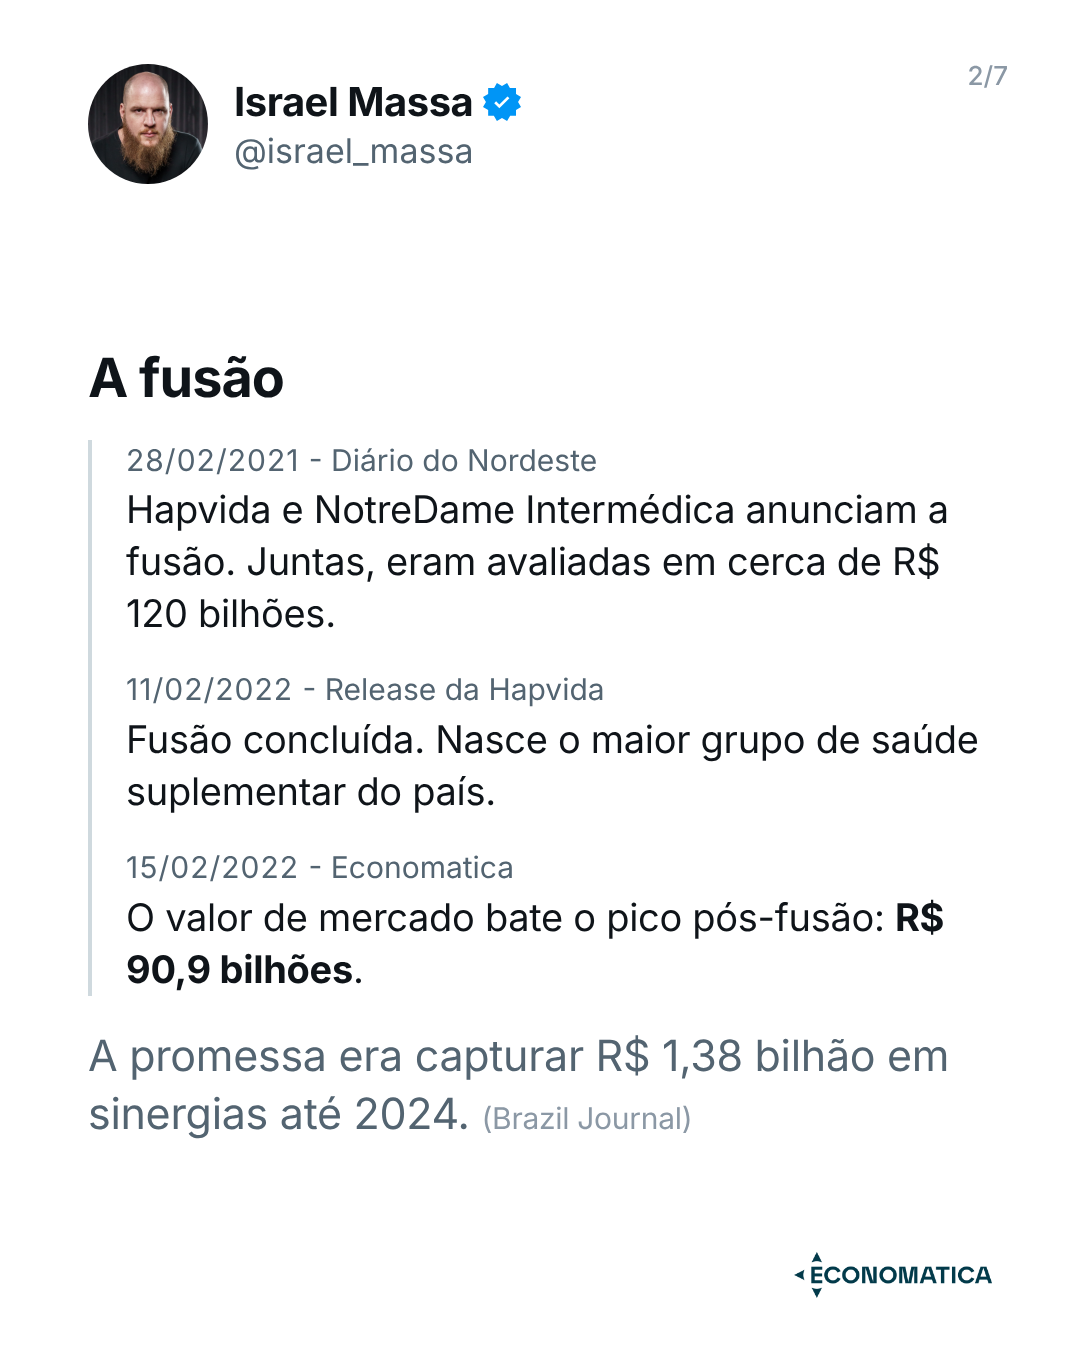 Israel Massa
@israel_massa
2/7
A fusão
28/02/2021 - Diário do Nordeste
Hapvida e NotreDame Intermédica anunciam a
fusão. Juntas, eram avaliadas em cerca de R$
120 bilhões.
11/02/2022 - Release da Hapvida
Fusão concluída. Nasce o maior grupo de saúde
suplementar do país.
15/02/2022 - Economatica
O valor de mercado bate o pico pós-fusão: R$
90,9 bilhões.
A promessa era capturar R$ 1,38 bilhão em
sinergias até 2024. (Brazil Journal)
ECONOMATICA